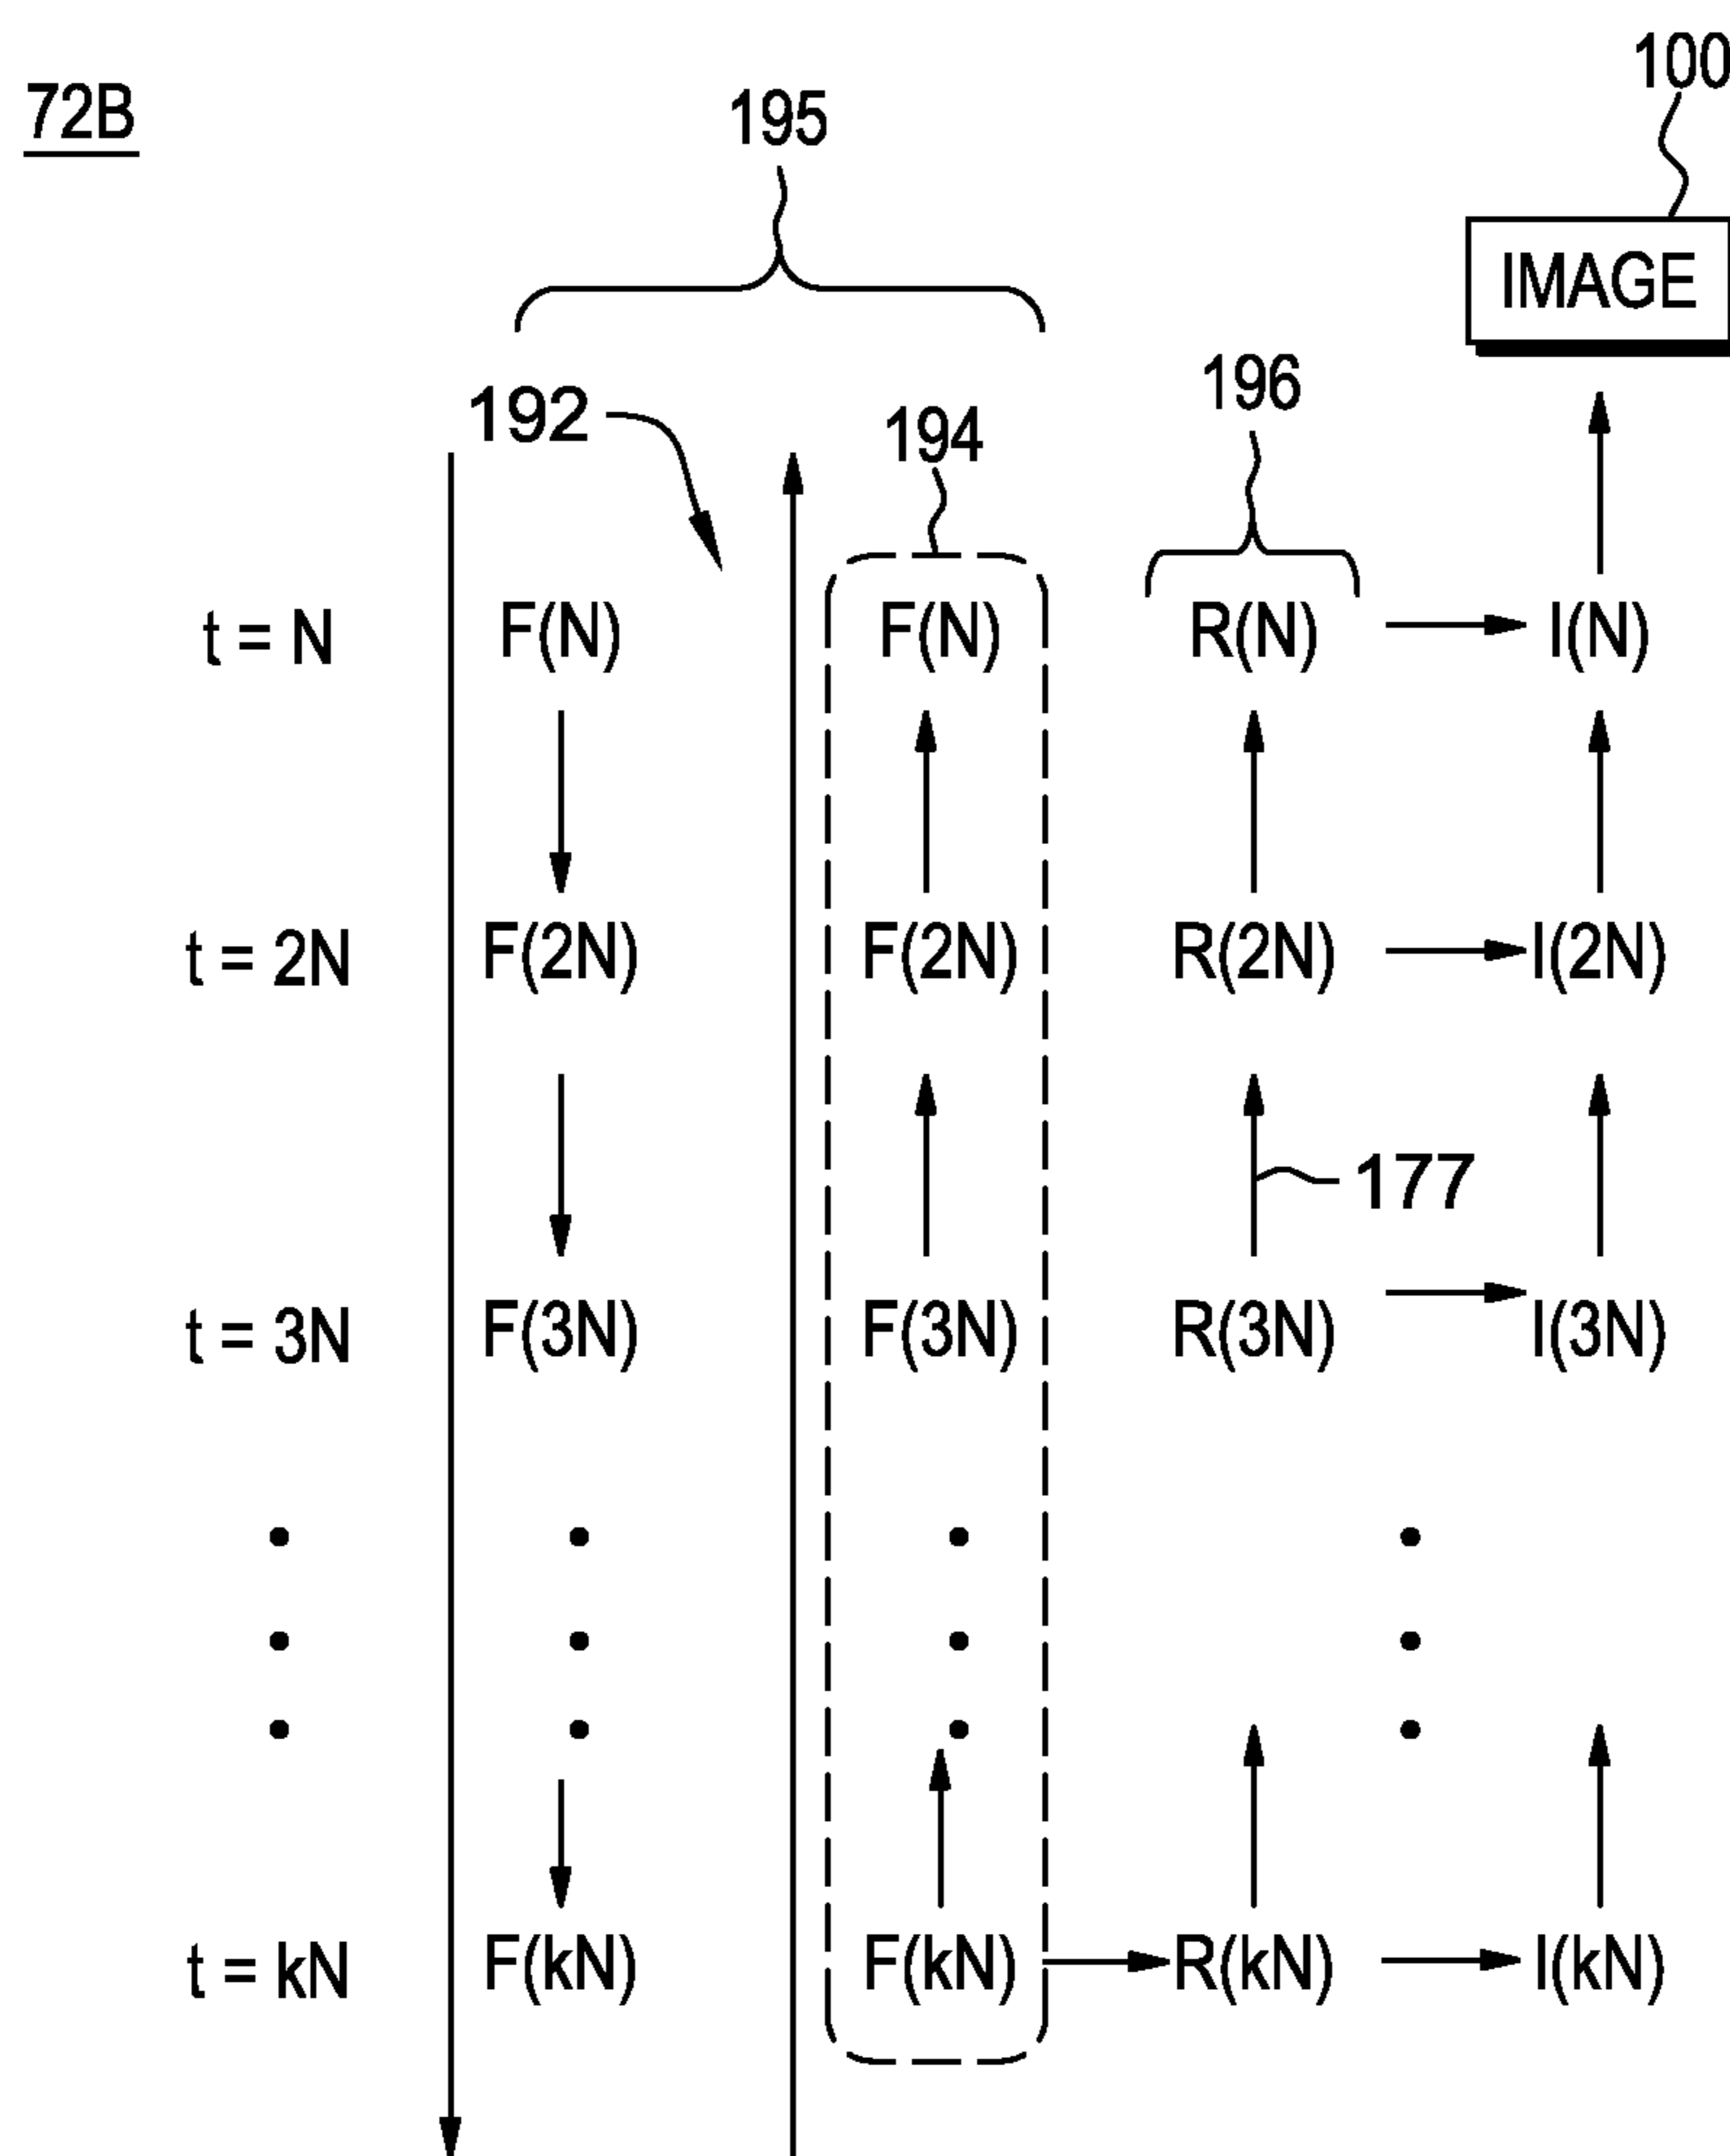 100
72B
195
IMAGE
192
194
196
t = N F(N) F(N) R(N) I(N)
t = 2N F(2N) F(2N) R(2N) I(2N)
177
t = 3N F(3N) F(3N) R(3N) I(3N)
t = kN F(kN) F(kN) R(kN) I(kN)